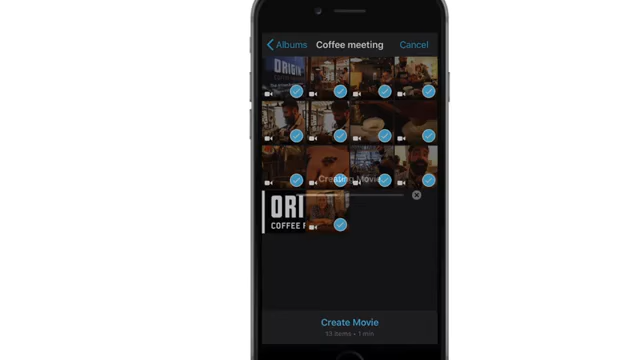 Albums
Coffee meeting
Cancel
ORIGIN
Creating Movie...
ORI
COFFEE R
Create Movie
13 items • 1 min